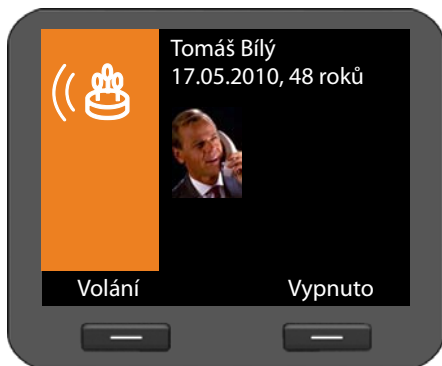 Tomáš Bílý
17.05.2010, 48 roků
Volání
Vypnuto